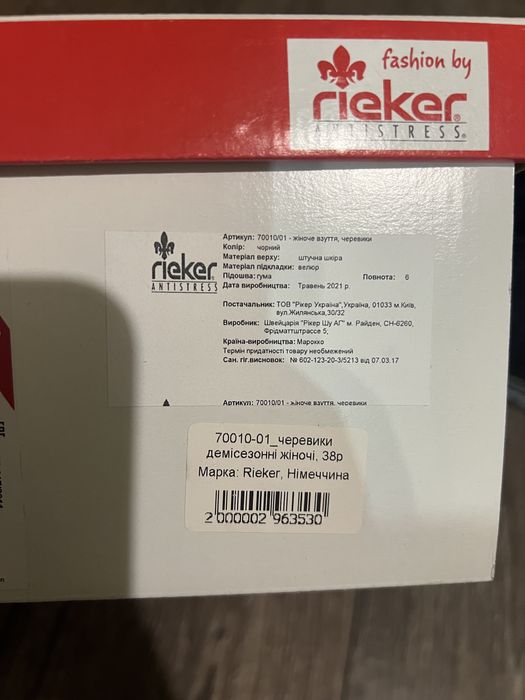 fashion by
rieker®
ANTISTRESS®
rieker
ANTISTRESS
Артикул: 70010/01 - жіноче взуття, черевики
Колір: чорний
Матеріал верху: штучна шкіра
Матеріал підкладки: велюр
Підошва: гума Повнота: 6
Дата виробництва: Травень 2021 р.
Постачальник: ТОВ "Рікер Україна",Україна, 01033 м.Київ,
вул.Жилянська,30/32
Виробник: Швейцарія "Рікер Шу АГ" м. Райден, СН-6260,
Фрідматтштрассе 5;
Країна-виробництва: Марокко
Термін придатності товару необмежений
Сан. гіг.висновок: № 602-123-20-3/5213 від 07.03.17
Артикул: 70010/01 - жіноче взуття, черевики
70010-01_черевики
демісезонні жіночі, 38р
Марка: Rieker, Німеччина
2 000002 963530